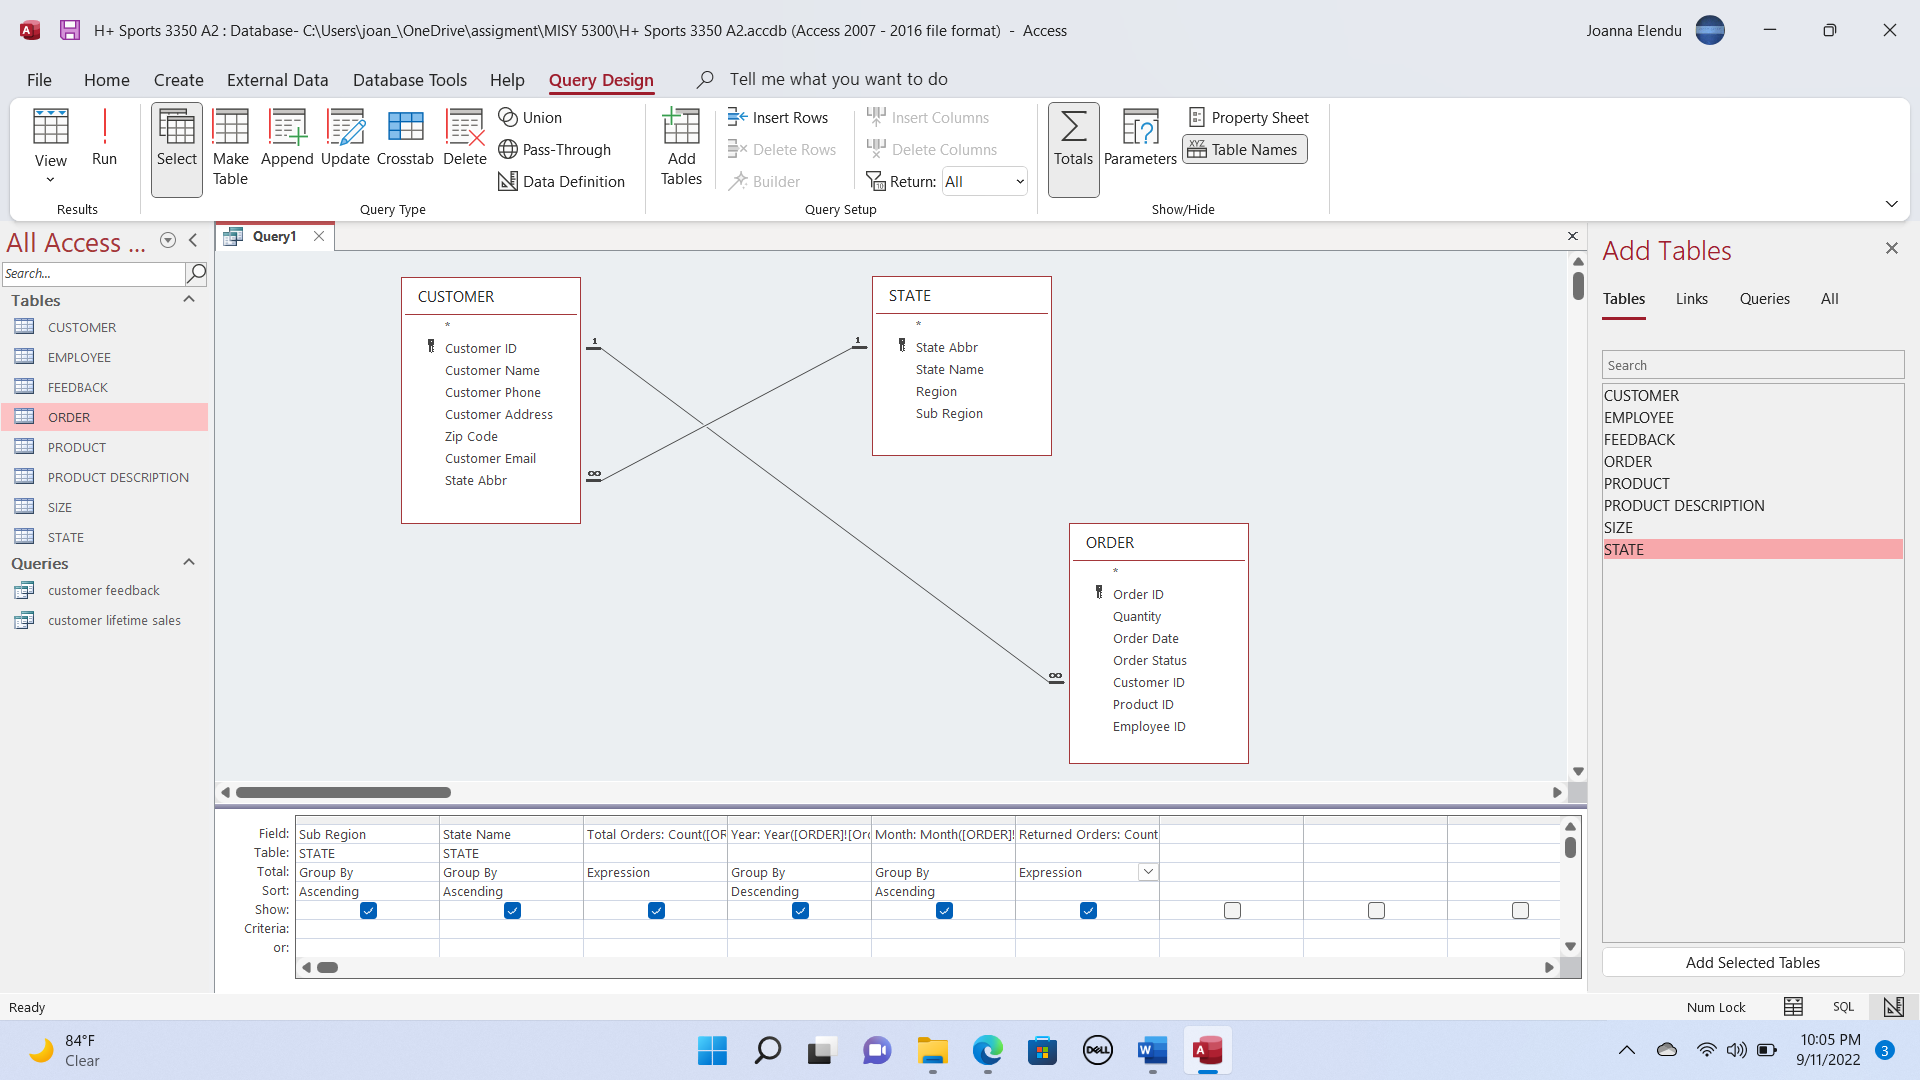 H+ Sports 3350 A2 : Database- C:\Users\joan_\OneDrive\assigment\MISY 5300\H+ Sports 3350 A2.accdb (Access 2007 - 2016 file format) - Access
Joanna Elendu
File Home Create External Data Database Tools Help Query Design Tell me what you want to do
View
Run
Results
Select
Make Table
Append
Update
Crosstab
Delete
Union
Pass-Through
Data Definition
Query Type
Add Tables
Insert Rows
Delete Rows
Builder
Insert Columns
Delete Columns
Return: All
Query Setup
Totals
Parameters
Property Sheet
Table Names
Show/Hide
All Access ...
Search...
Tables
CUSTOMER
EMPLOYEE
FEEDBACK
ORDER
PRODUCT
PRODUCT DESCRIPTION
SIZE
STATE
Queries
customer feedback
customer lifetime sales
Query1
CUSTOMER
*
Customer ID
Customer Name
Customer Phone
Customer Address
Zip Code
Customer Email
State Abbr
1
∞
STATE
*
State Abbr
State Name
Region
Sub Region
1
ORDER
*
Order ID
Quantity
Order Date
Order Status
Customer ID
Product ID
Employee ID
∞
Field: Sub Region State Name Total Orders: Count([OR Year: Year([ORDER]![Ord Month: Month([ORDER]! Returned Orders: Count
Table: STATE STATE
Total: Group By Group By Expression Group By Group By Expression
Sort: Ascending Ascending Descending Ascending
Show:
Criteria:
or:
Add Tables
Tables Links Queries All
Search
CUSTOMER
EMPLOYEE
FEEDBACK
ORDER
PRODUCT
PRODUCT DESCRIPTION
SIZE
STATE
Add Selected Tables
Ready
Num Lock
SQL
84°F
Clear
DELL
10:05 PM
9/11/2022
3